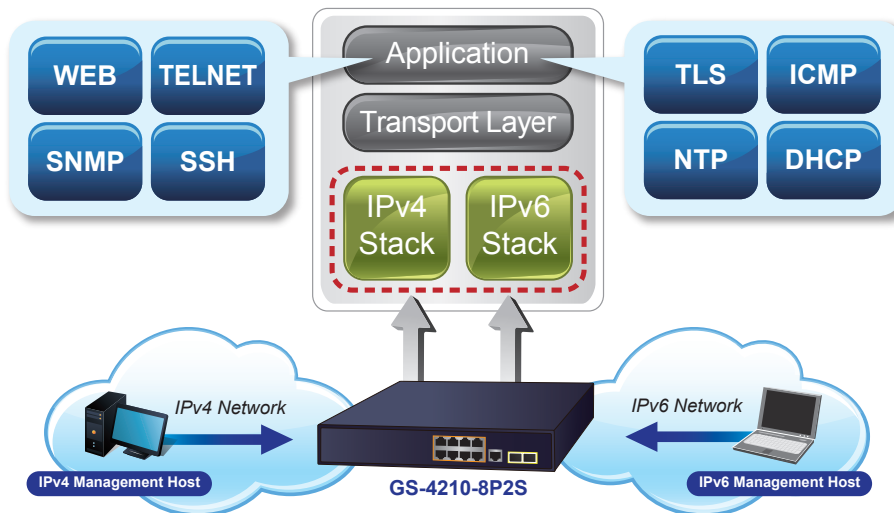 WEB
TELNET
SNMP
SSH
Application
Transport Layer
IPv4
Stack
IPv6
Stack
TLS
ICMP
NTP
DHCP
IPv4 Network
IPv4 Management Host
GS-4210-8P2S
IPv6 Network
IPv6 Management Host